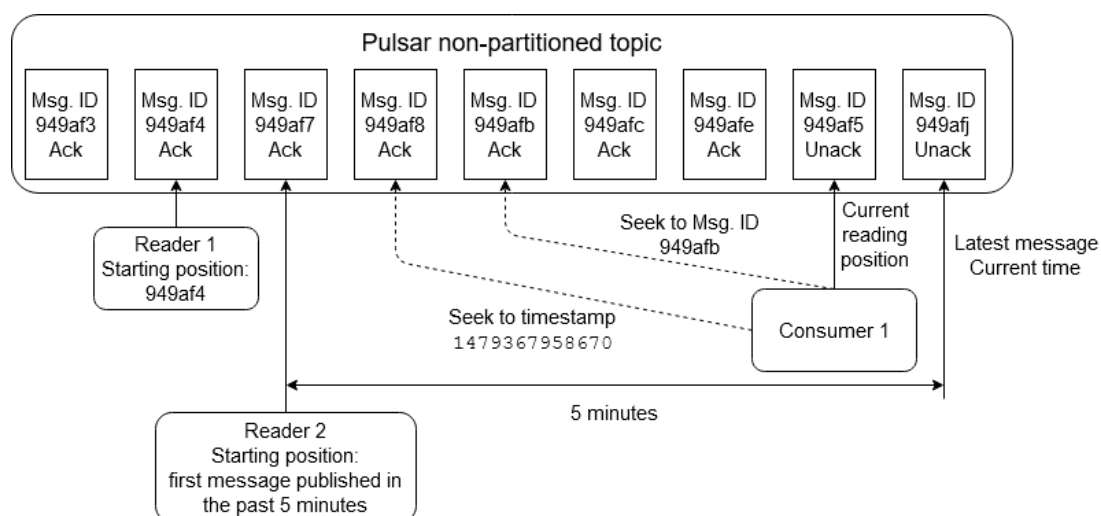 Pulsar non-partitioned topic
Msg. ID
949af3
Ack
Msg. ID
949af4
Ack
Msg. ID
949af7
Ack
Msg. ID
949af8
Ack
Msg. ID
949afb
Ack
Msg. ID
949afc
Ack
Msg. ID
949afe
Ack
Msg. ID
949af5
Unack
Msg. ID
949afj
Unack
Reader 1
Starting position:
949af4
Seek to Msg. ID
949afb
Current
reading
position
Latest message
Current time
Seek to timestamp
1479367958670
Consumer 1
5 minutes
Reader 2
Starting position:
first message published in
the past 5 minutes